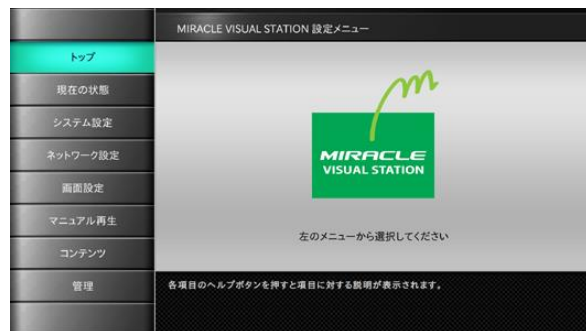 MIRACLE VISUAL STATION 設定メニュー
トップ
現在の状態
システム設定
ネットワーク設定
画面設定
マニュアル再生
コンテンツ
管理
MIRACLE
VISUAL STATION
左のメニューから選択してください
各項目のヘルプボタンを押すと項目に対する説明が表示されます。